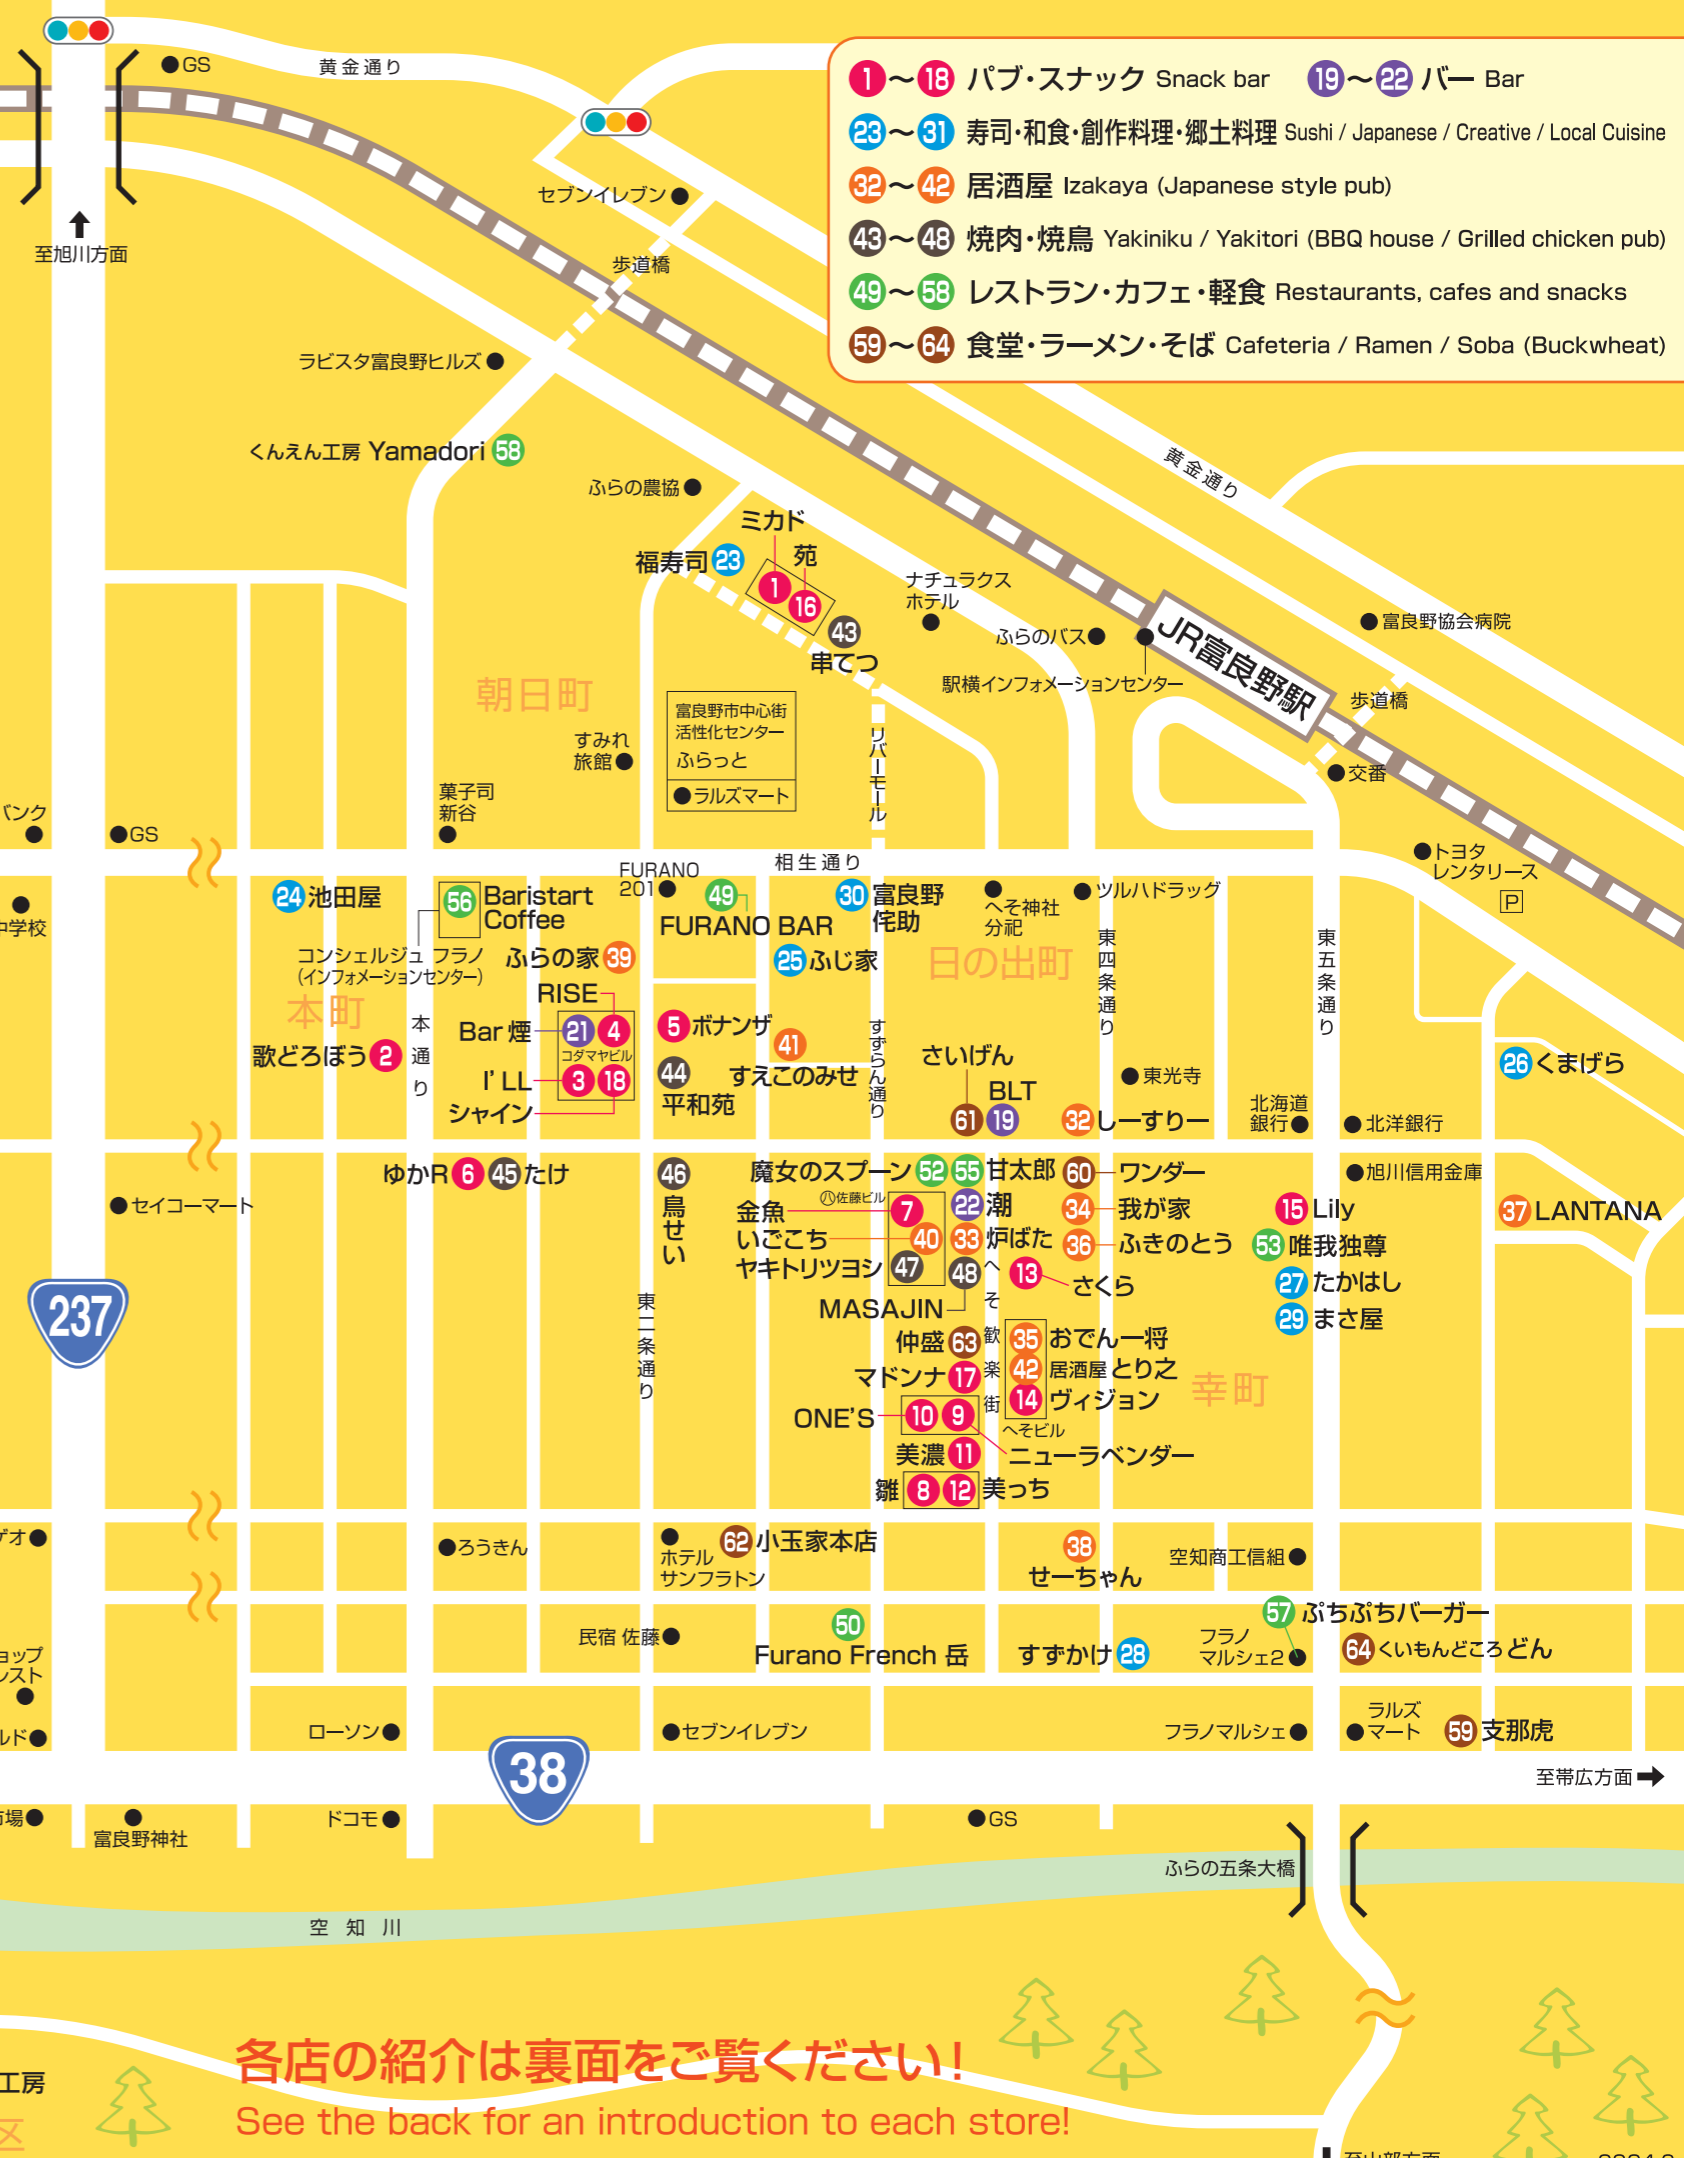 GS
黄金通り
1～18 パブ・スナック Snack bar 19～22 バー Bar
23～31 寿司・和食・創作料理・郷土料理 Sushi / Japanese / Creative / Local Cuisine
32～42 居酒屋 Izakaya (Japanese style pub)
43～48 焼肉・焼鳥 Yakiniku / Yakitori (BBQ house / Grilled chicken pub)
49～58 レストラン・カフェ・軽食 Restaurants, cafes and snacks
59～64 食堂・ラーメン・そば Cafeteria / Ramen / Soba (Buckwheat)
至旭川方面
セブンイレブン
歩道橋
ラビスタ富良野ヒルズ
くんえん工房 Yamadori 58
黄金通り
ふらの農協
ミカド
福寿司 23
苑
1
16
43
串てつ
ナチュラクス
ホテル
ふらのバス
駅横インフォメーションセンター
JR富良野駅
富良野協会病院
歩道橋
交番
朝日町
富良野市中心街
活性化センター
ふらっと
ラルズマート
すみれ
旅館
リバーモール
菓子司
新谷
バンク
GS
トヨタ
レンタリース
P
相生通り
中学校
24 池田屋
56 Baristart
Coffee
FURANO
201
49
FURANO BAR
30 富良野
侘助
へそ神社
分祀
ツルハドラッグ
コンシェルジュ フラノ
(インフォメーションセンター)
ふらの家 39
25 ふじ家
日の出町
東四条通り
東五条通り
本町
本通り
RISE
Bar 煙 21 4
コダマヤビル
I' LL 3 18
シャイン
歌どろぼう 2
5 ボナンザ
41
すえこのみせ
44
平和苑
すずらん通り
さいげん
BLT
61 19
32 しーすりー
東光寺
北海道
銀行
北洋銀行
26 くまげら
ゆかR 6 45 たけ
46
鳥せい
セイコーマート
魔女のスプーン 52 55 甘太郎
60 ワンダー
旭川信用金庫
㊇佐藤ビル
金魚 7
22 潮
34 我が家
15 Lily
37 LANTANA
いごこち 40
33 炉ばた
36 ふきのとう
53 唯我独尊
ヤキトリツヨシ 47
48
MASAJIN
13 さくら
27 たかはし
29 まさ屋
へそ歓楽街
237
東二条通り
仲盛 63
35 おでん一将
マドンナ 17
42 居酒屋 とり之
14 ヴィジョン
へそビル
幸町
ONE'S 10 9
ニューラベンダー
美濃 11
雛 8 12 美っち
ゲオ
ろうきん
ホテル
サンフラトン
62 小玉家本店
38
せーちゃん
空知商工信組
民宿 佐藤
50
Furano French 岳
すずかけ 28
57 ぷちぷちバーガー
フラノ
マルシェ2
64 くいもんどころ どん
ョップ
レスト
ルド
ローソン
38
セブンイレブン
フラノマルシェ
ラルズ
マート
59 支那虎
至帯広方面
市場
富良野神社
ドコモ
GS
ふらの五条大橋
空知川
各店の紹介は裏面をご覧ください！
See the back for an introduction to each store!
工房
区